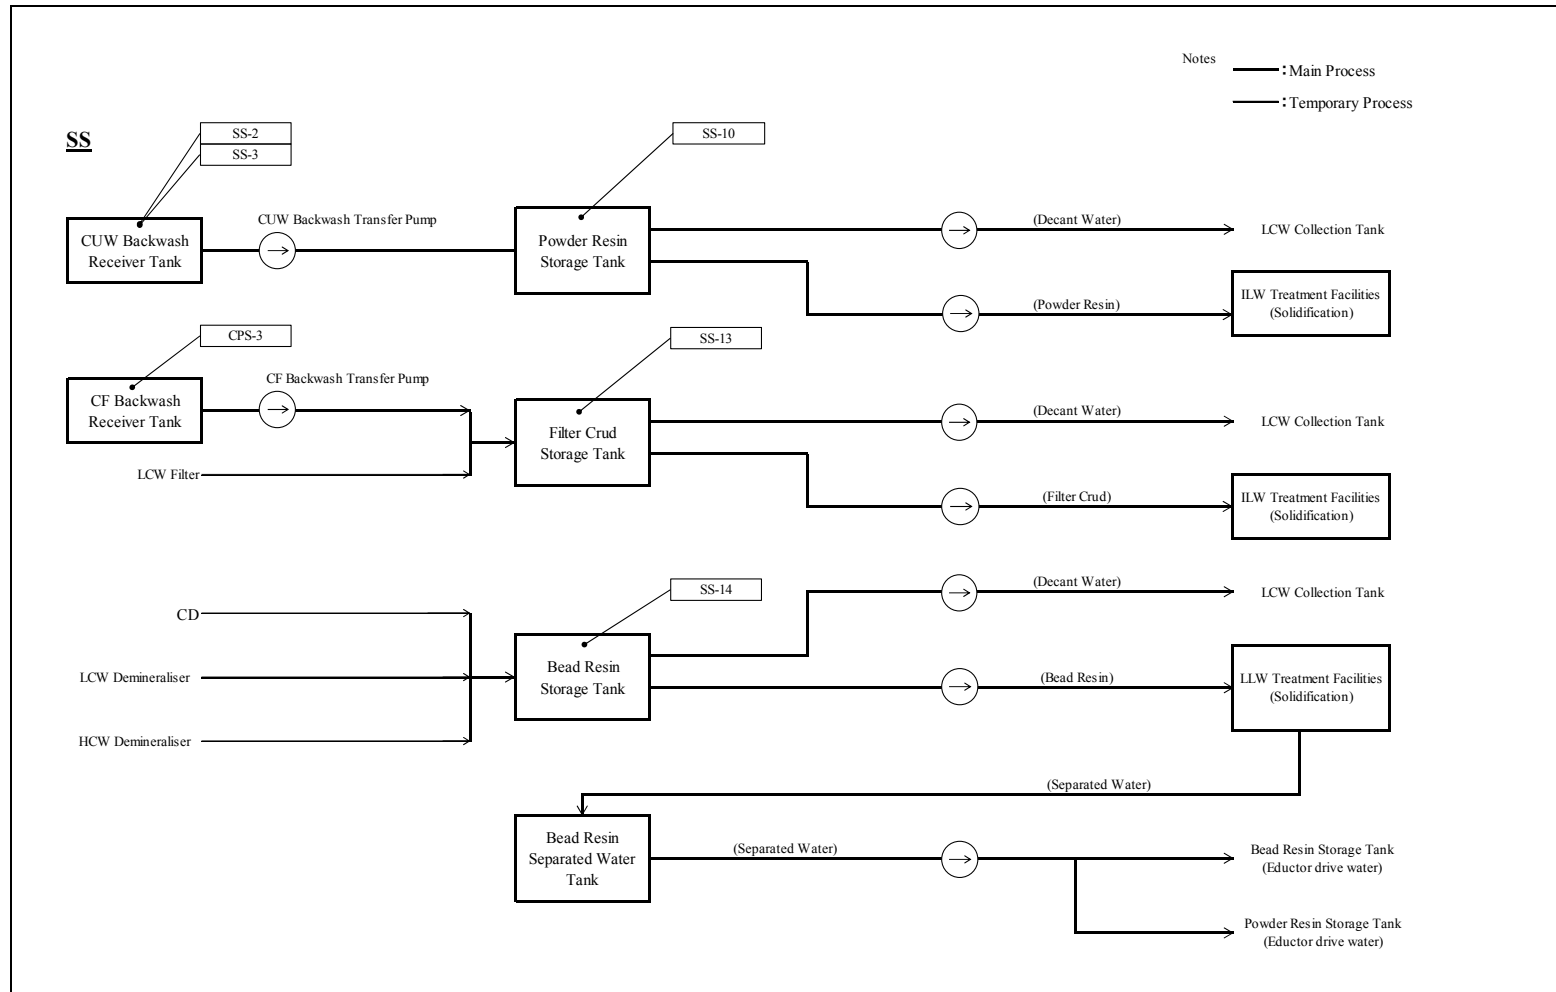 Notes
: Main Process
: Temporary Process
SS
SS-2
SS-3
SS-10
CUW Backwash
Receiver Tank
CUW Backwash Transfer Pump
Powder Resin
Storage Tank
(Decant Water)
LCW Collection Tank
(Powder Resin)
ILW Treatment Facilities
(Solidification)
CPS-3
SS-13
CF Backwash
Receiver Tank
CF Backwash Transfer Pump
LCW Filter
Filter Crud
Storage Tank
(Decant Water)
LCW Collection Tank
(Filter Crud)
ILW Treatment Facilities
(Solidification)
SS-14
CD
LCW Demineraliser
HCW Demineraliser
Bead Resin
Storage Tank
(Decant Water)
LCW Collection Tank
(Bead Resin)
LLW Treatment Facilities
(Solidification)
(Separated Water)
Bead Resin
Separated Water
Tank
(Separated Water)
Bead Resin Storage Tank
(Eductor drive water)
Powder Resin Storage Tank
(Eductor drive water)